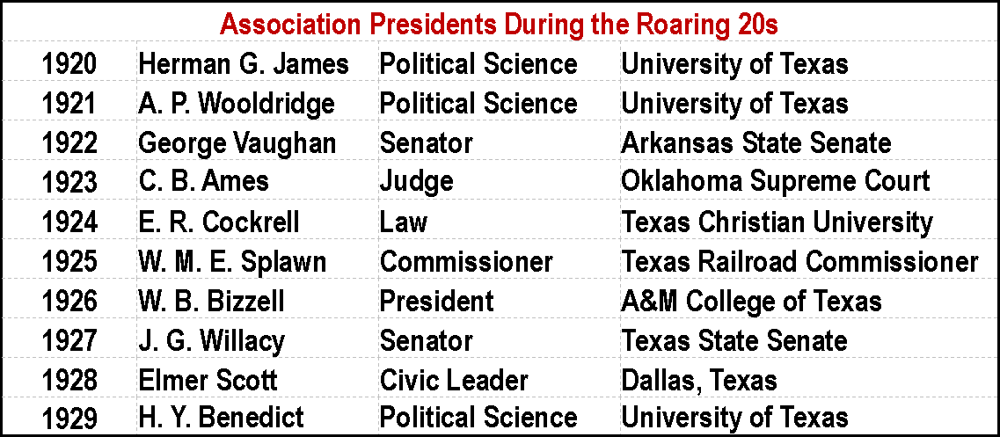 Association Presidents During the Roaring 20s
1920 Herman G. James Political Science University of Texas
1921 A. P. Wooldridge Political Science University of Texas
1922 George Vaughan Senator Arkansas State Senate
1923 C. B. Ames Judge Oklahoma Supreme Court
1924 E. R. Cockrell Law Texas Christian University
1925 W. M. E. Splawn Commissioner Texas Railroad Commissioner
1926 W. B. Bizzell President A&M College of Texas
1927 J. G. Willacy Senator Texas State Senate
1928 Elmer Scott Civic Leader Dallas, Texas
1929 H. Y. Benedict Political Science University of Texas